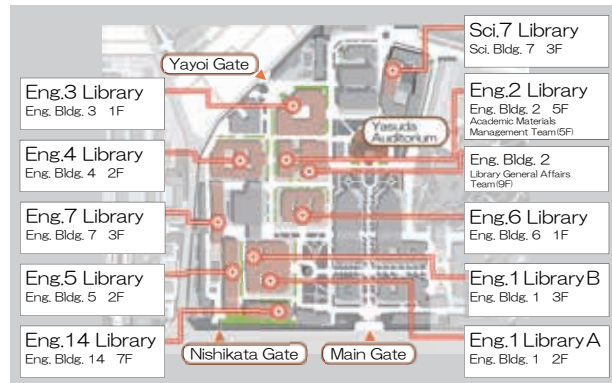 Yayoi Gate
Eng.3 Library
Eng. Bldg. 3 1F
Eng.4 Library
Eng. Bldg. 4 2F
Eng.7 Library
Eng. Bldg. 7 3F
Eng.5 Library
Eng. Bldg. 5 2F
Eng.14 Library
Eng. Bldg. 14 7F
Nishikata Gate
Main Gate
Yasuda
Auditorium
Sci.7 Library
Sci. Bldg. 7 3F
Eng.2 Library
Eng. Bldg. 2 5F
Academic Materials
Management Team(5F)
Eng. Bldg. 2
Library General Affairs
Team(9F)
Eng.6 Library
Eng. Bldg. 6 1F
Eng.1 Library B
Eng. Bldg. 1 3F
Eng.1 Library A
Eng. Bldg. 1 2F